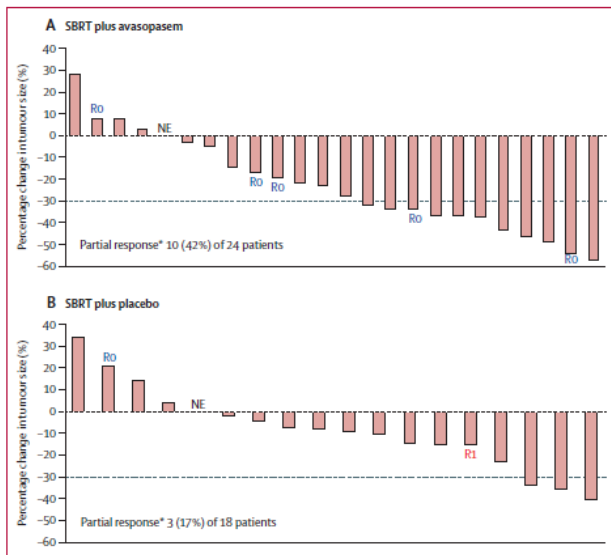 A SBRT plus avasopasem
Percentage change in tumour size (%)
40
30
20
10
0
–10
–20
–30
–40
–50
–60
R0
NE
R0
R0
R0
R0
Partial response* 10 (42%) of 24 patients
B SBRT plus placebo
Percentage change in tumour size (%)
40
30
20
10
0
–10
–20
–30
–40
–50
–60
R0
NE
R1
Partial response* 3 (17%) of 18 patients